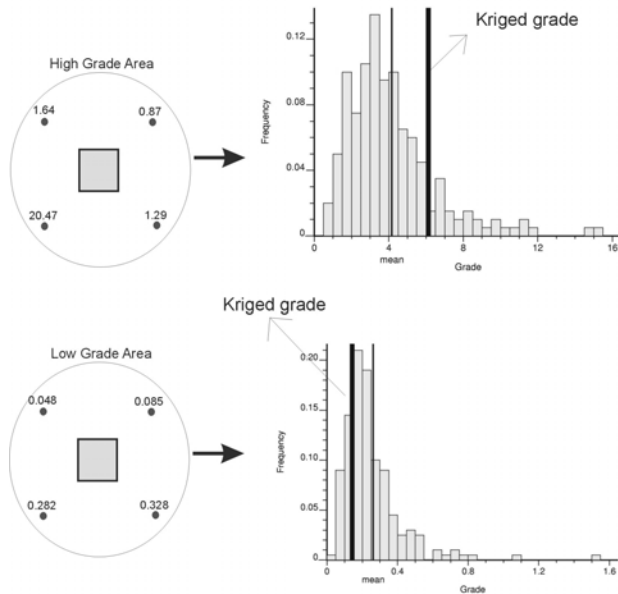 High Grade Area
1.64
0.87
20.47
1.29
Kriged grade
0.12
0.08
0.04
0
Frequency
0
4
8
12
16
mean
Grade
Kriged grade
Low Grade Area
0.048
0.085
0.282
0.328
0.20
0.15
0.10
0.05
0
Frequency
0
0.4
0.8
1.2
1.6
mean
Grade